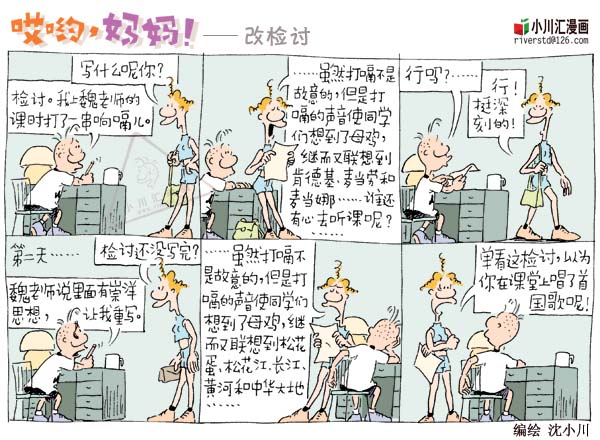 哎哟，妈妈！——改检讨
小川汇漫画
riverstd@126.com
写什么呢你？
检讨。我上魏老师的
课时打了一串响嗝儿。
……虽然打嗝不是
故意的，但是打
嗝的声音使同学
们想到了母鸡，
继而又联想到
肯德基、麦当劳和
麦当娜……谁还
有心去听课呢？
……
行吗？……
行！
挺深
刻的！
第二天……
检讨还没写完？
魏老师说里面有崇洋
思想，让我重写。
……虽然打嗝
不是故意的，但是打
嗝的声音使同学们
想到了母鸡，继
而又联想到松花
蛋、松花江、长江、
黄河和中华大地
……
单看这检讨，以为
你在课堂上唱了首
国歌呢！
小川汇
编绘 沈小川